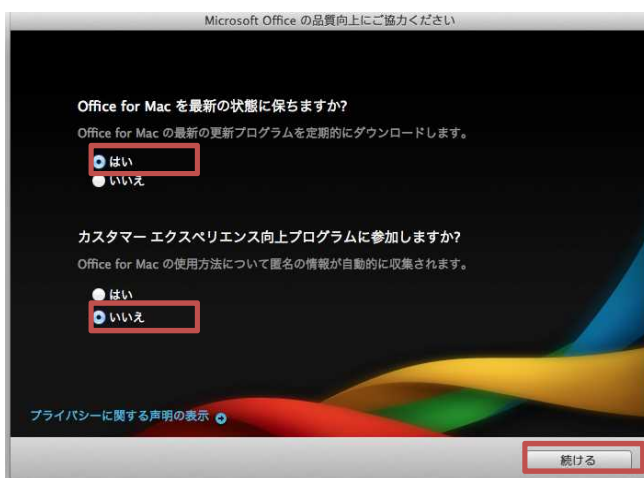 Microsoft Office の品質向上にご協力ください
Office for Mac を最新の状態に保ちますか?
Office for Mac の最新の更新プログラムを定期的にダウンロードします。
はい
いいえ
カスタマー エクスペリエンス向上プログラムに参加しますか?
Office for Mac の使用方法について匿名の情報が自動的に収集されます。
はい
いいえ
プライバシーに関する声明の表示
続ける